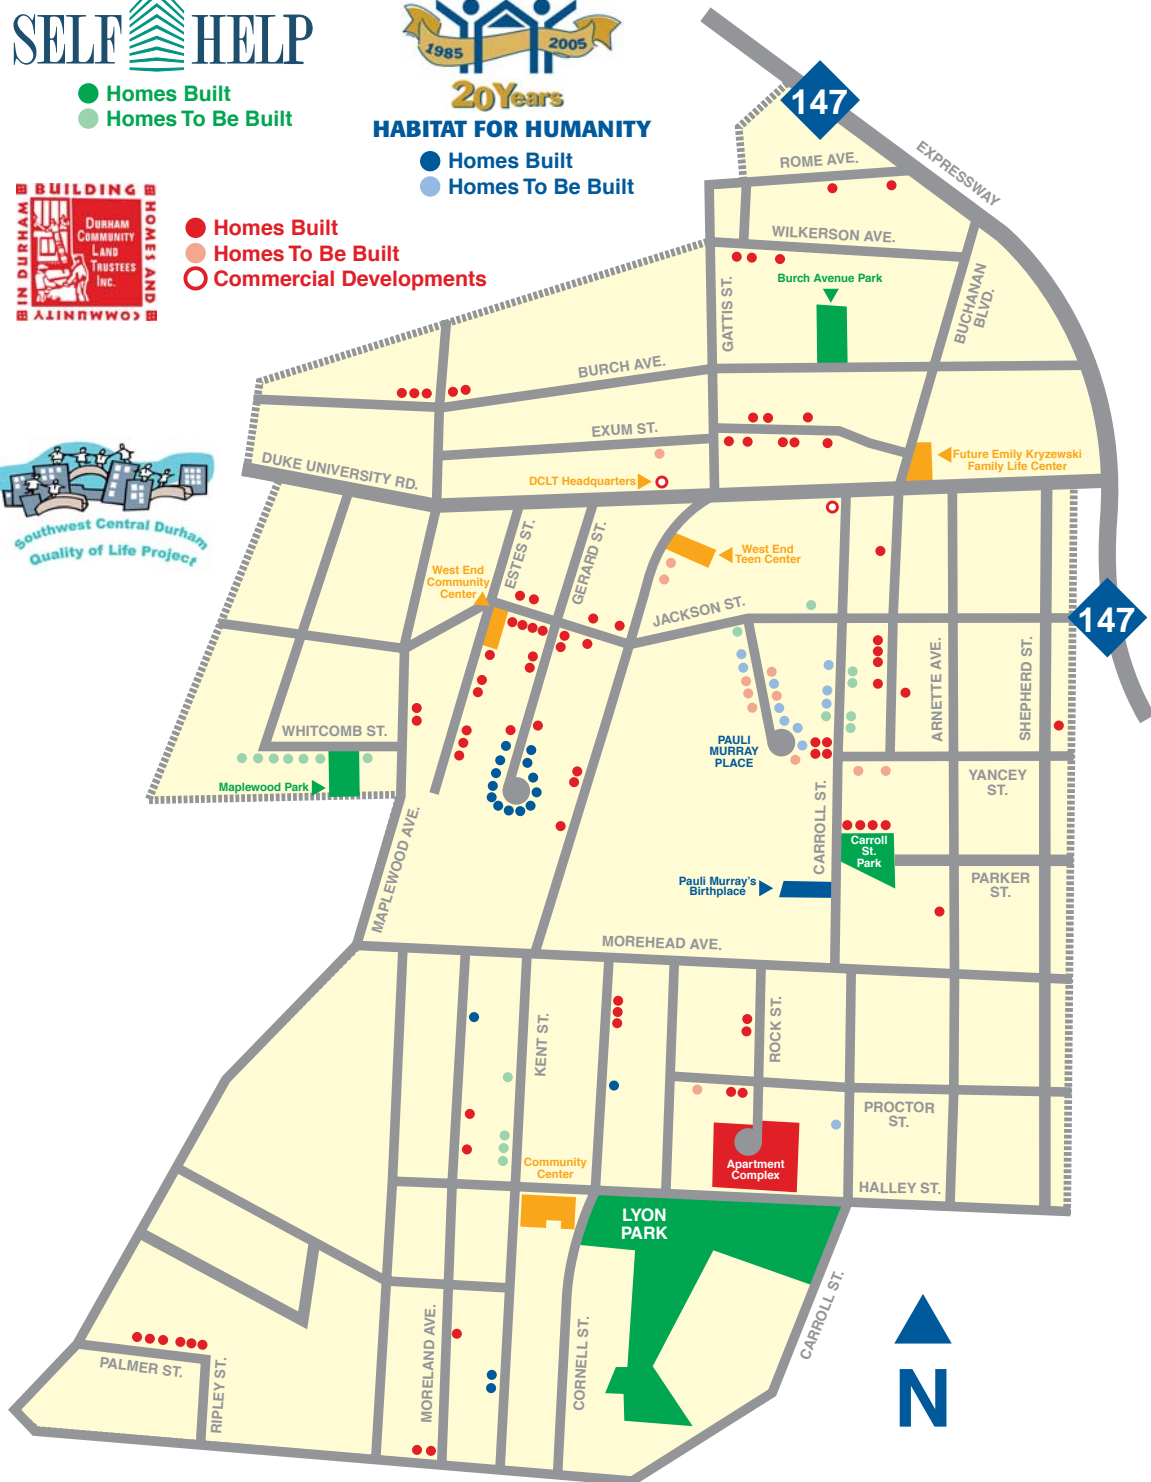 SELF HELP
Homes Built
Homes To Be Built
1985 2005
20 Years
HABITAT FOR HUMANITY
Homes Built
Homes To Be Built
BUILDING
HOMES AND
COMMUNITY
IN DURHAM
DURHAM
COMMUNITY
LAND
TRUSTEES
INC.
Homes Built
Homes To Be Built
Commercial Developments
Southwest Central Durham
Quality of Life Project
147
EXPRESSWAY
ROME AVE.
WILKERSON AVE.
Burch Avenue Park
GATTIS ST.
BUCHANAN
BLVD.
BURCH AVE.
EXUM ST.
DUKE UNIVERSITY RD.
DCLT Headquarters
Future Emily Kryzewski
Family Life Center
West End
Teen Center
West End
Community
Center
ESTES ST.
GERARD ST.
JACKSON ST.
147
ARNETTE AVE.
SHEPHERD ST.
WHITCOMB ST.
Maplewood Park
PAULI
MURRAY
PLACE
YANCEY
ST.
CARROLL ST.
MAPLEWOOD AVE.
Carroll
St.
Park
Pauli Murray's
Birthplace
PARKER
ST.
MOREHEAD AVE.
KENT ST.
ROCK ST.
PROCTOR
ST.
Community
Center
Apartment
Complex
HALLEY ST.
LYON
PARK
CARROLL ST.
PALMER ST.
RIPLEY ST.
MORELAND AVE.
CORNELL ST.
N